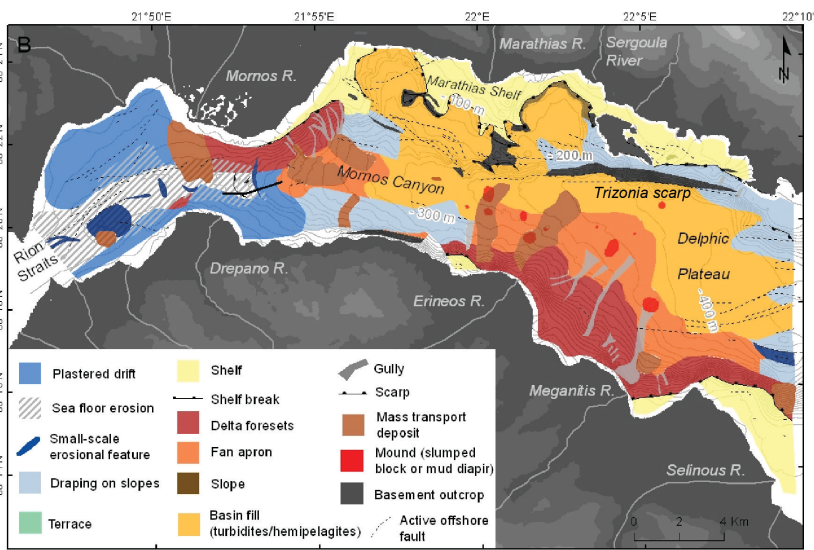 21°50'E 21°55'E 22°E 22°5'E 22°10'E
B
Marathias R.
Sergoula
River
Mornos R.
N
Marathias Shelf
-100 m
-200 m
Mornos Canyon
Trizonia scarp
-300 m
Rion
Straits
Delphic
Plateau
Drepano R.
Erineos R.
-400 m
Meganitis R.
Selinous R.
Plastered drift
Sea floor erosion
Small-scale
erosional feature
Draping on slopes
Terrace
Shelf
Shelf break
Delta foresets
Fan apron
Slope
Basin fill
(turbidites/hemipelagites)
Gully
Scarp
Mass transport
deposit
Mound (slumped
block or mud diapir)
Basement outcrop
Active offshore
fault
0 2 4 Km